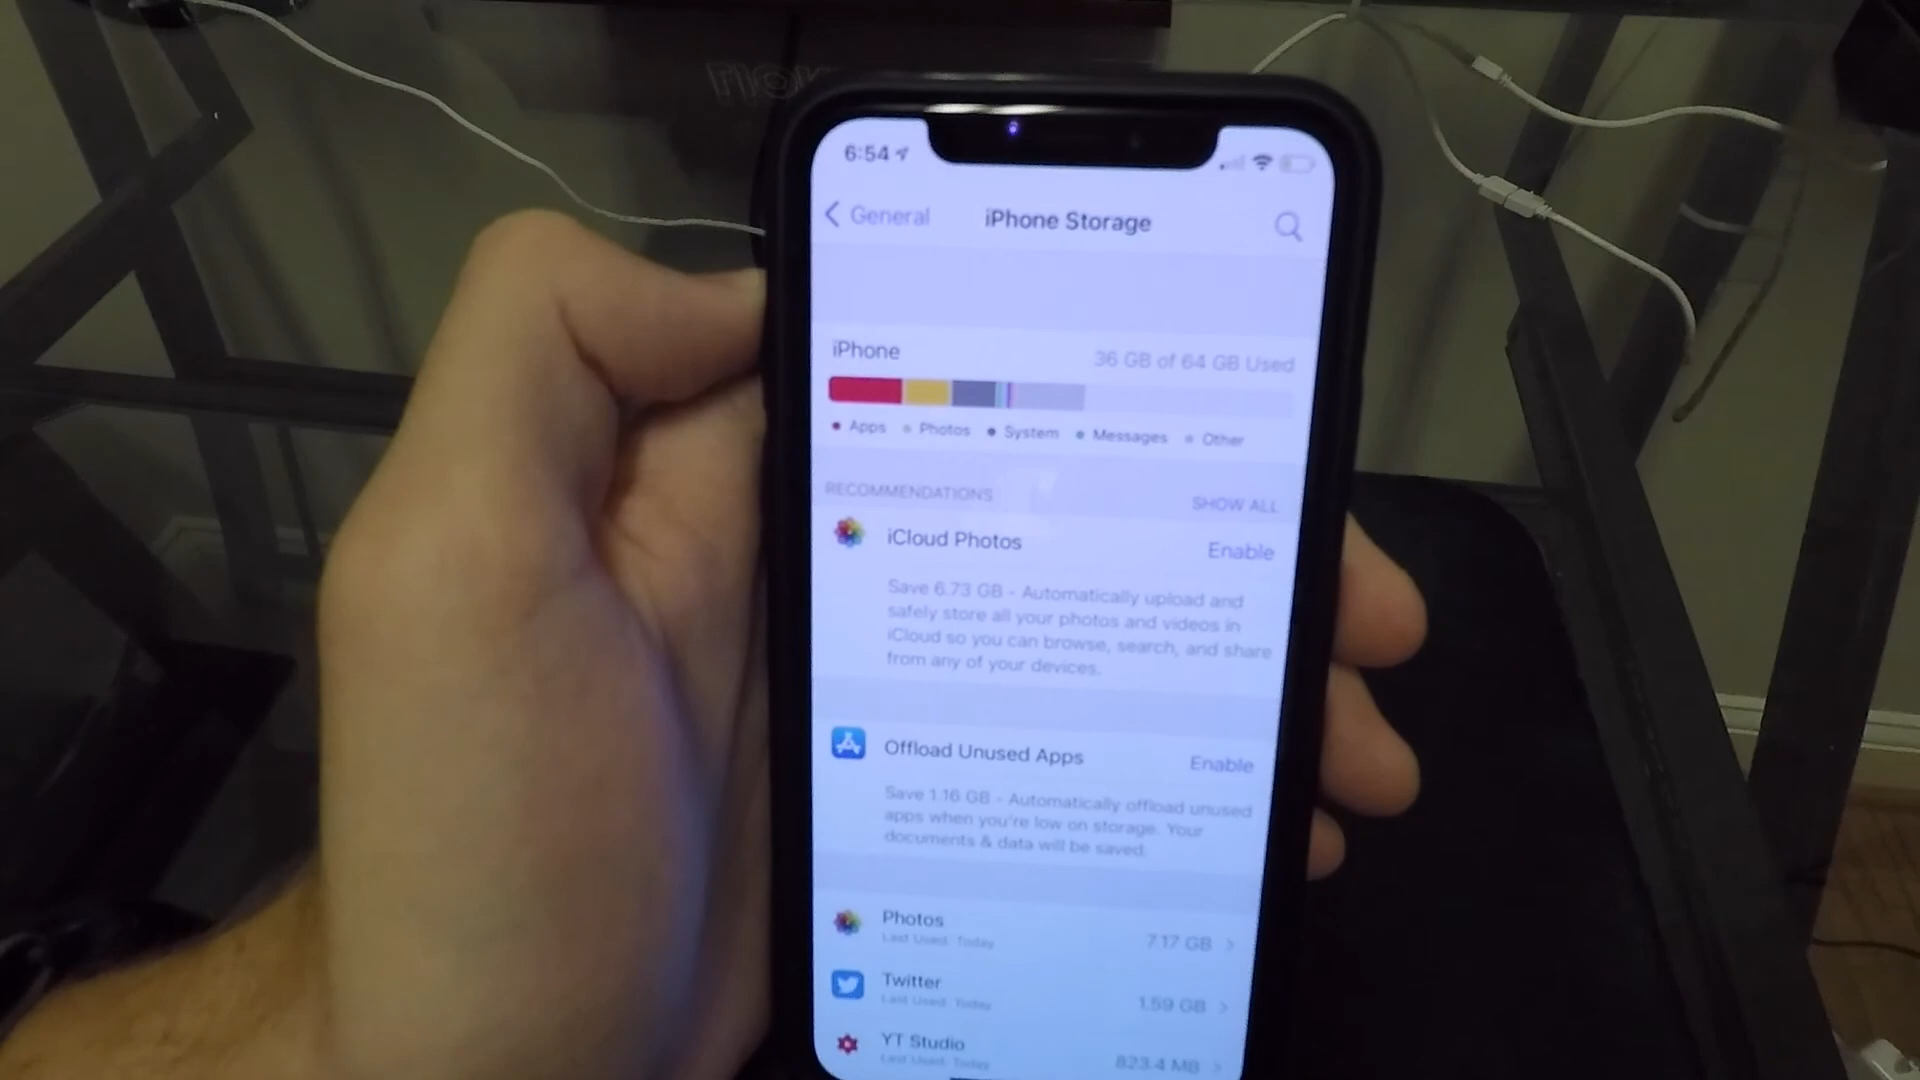 6:54
General
iPhone Storage
iPhone
36 GB of 64 GB Used
Apps Photos System Messages Other
RECOMMENDATIONS
SHOW ALL
iCloud Photos
Enable
Save 6.73 GB - Automatically upload and
safely store all your photos and videos in
iCloud so you can browse, search, and share
from any of your devices.
Offload Unused Apps
Enable
Save 1.16 GB - Automatically offload unused
apps when you're low on storage. Your
documents & data will be saved.
Photos
7.17 GB
Last Used: Today
Twitter
1.59 GB
Last Used: Today
YT Studio
823.4 MB
Last Used: Today